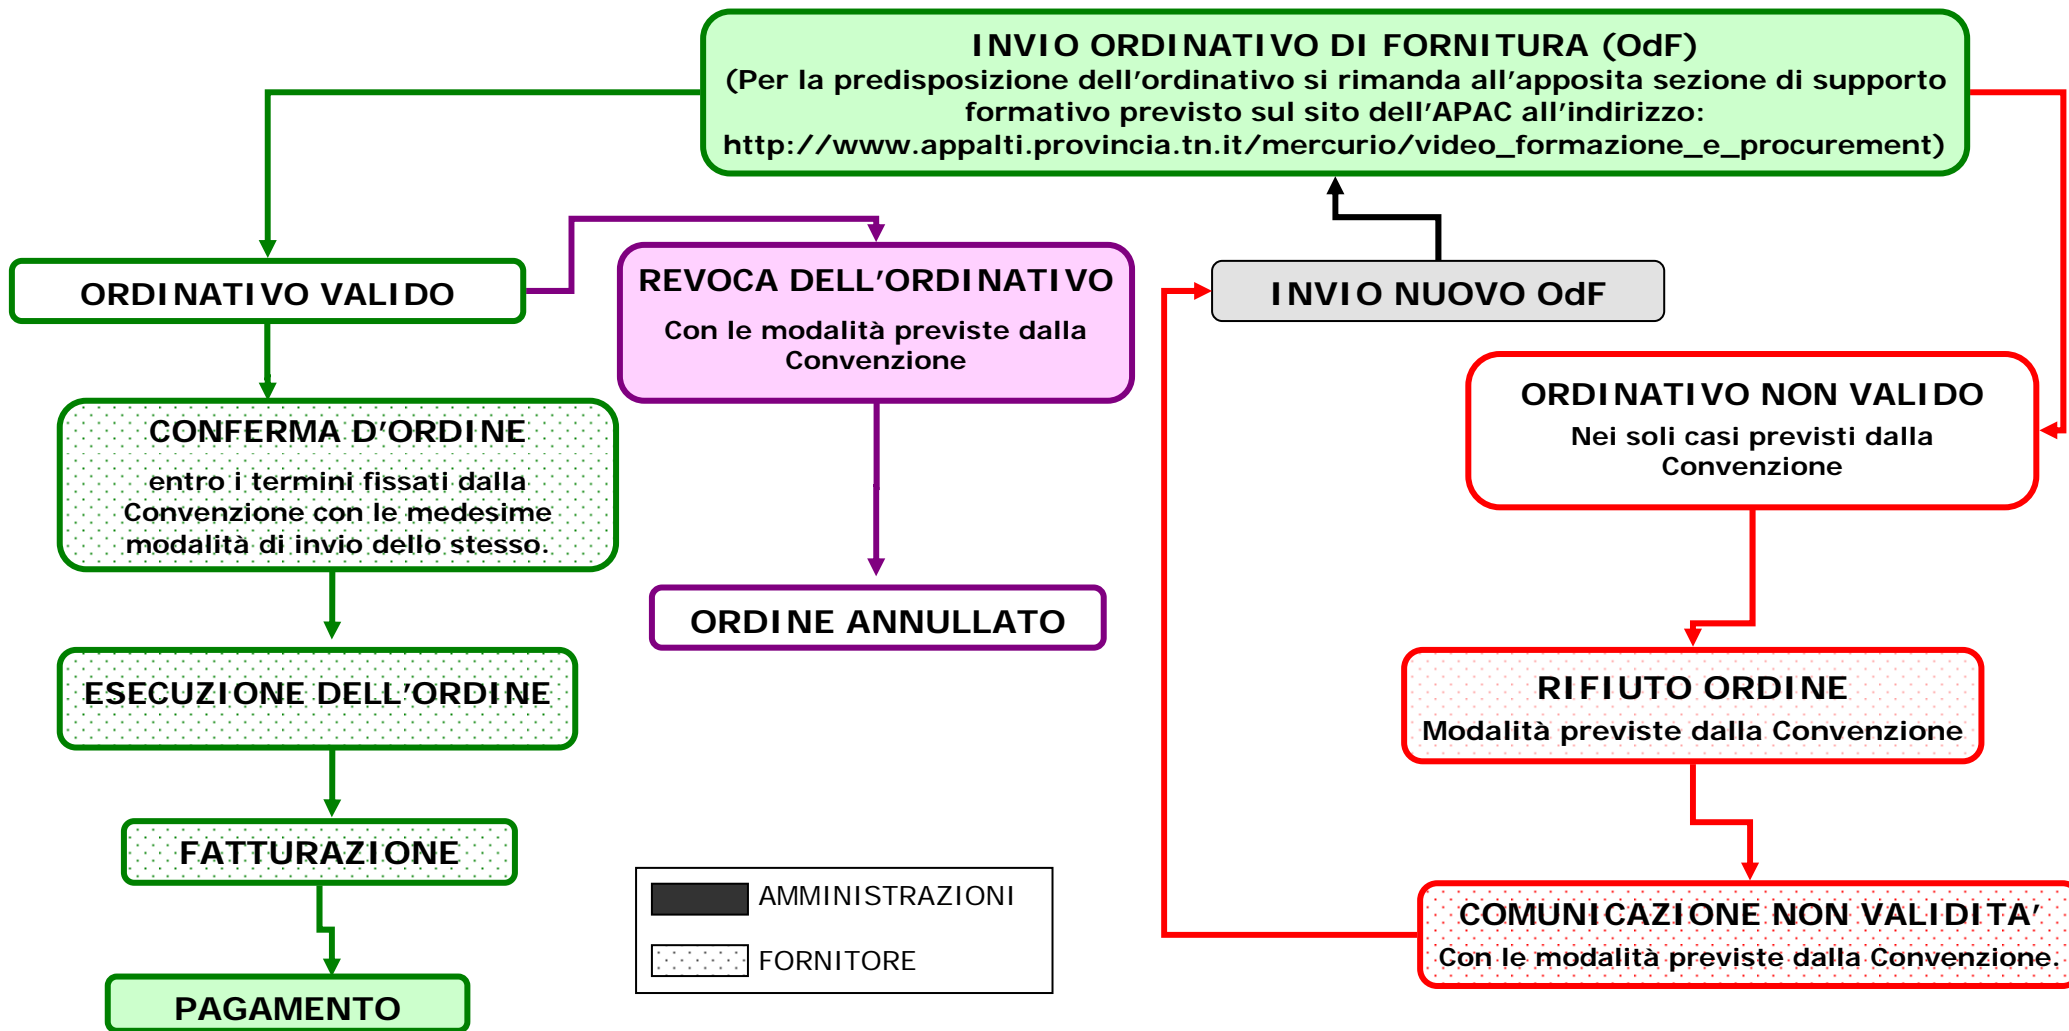 INVIO ORDINATIVO DI FORNITURA (OdF)
(Per la predisposizione dell'ordinativo si rimanda all'apposita sezione di supporto
formativo previsto sul sito dell'APAC all'indirizzo:
http://www.appalti.provincia.tn.it/mercurio/video_formazione_e_procurement)
ORDINATIVO VALIDO
REVOCA DELL'ORDINATIVO
Con le modalità previste dalla
Convenzione
INVIO NUOVO OdF
ORDINATIVO NON VALIDO
Nei soli casi previsti dalla
Convenzione
CONFERMA D'ORDINE
entro i termini fissati dalla
Convenzione con le medesime
modalità di invio dello stesso.
ORDINE ANNULLATO
ESECUZIONE DELL'ORDINE
RIFIUTO ORDINE
Modalità previste dalla Convenzione
FATTURAZIONE
AMMINISTRAZIONI
FORNITORE
COMUNICAZIONE NON VALIDITA'
Con le modalità previste dalla Convenzione.
PAGAMENTO